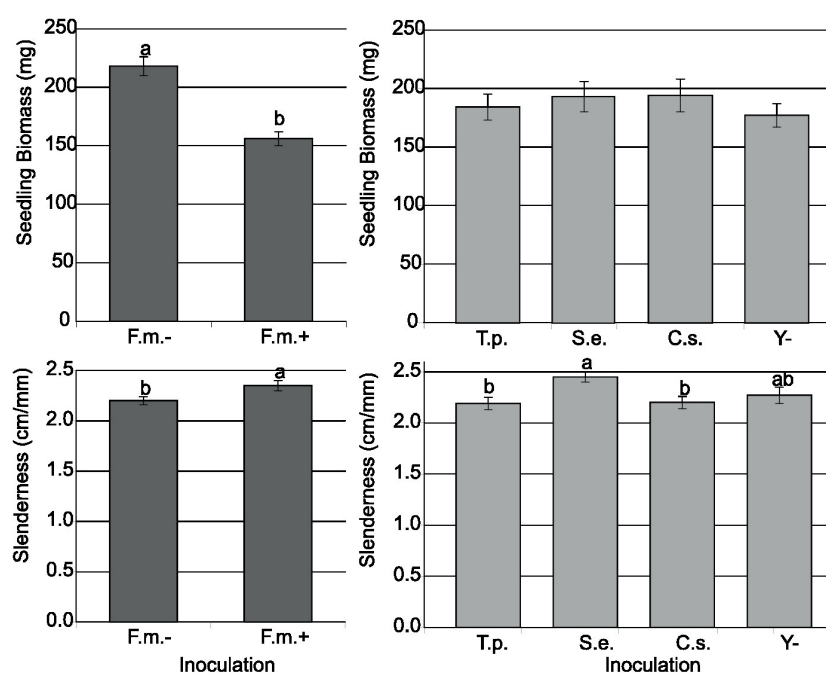 Seedling Biomass (mg)
250
200
150
100
50
0
a
b
F.m.-
F.m.+
Seedling Biomass (mg)
250
200
150
100
50
0
T.p.
S.e.
C.s.
Y-
Slenderness (cm/mm)
2.5
2.0
1.5
1.0
0.5
0.0
b
a
F.m.-
F.m.+
Inoculation
Slenderness (cm/mm)
2.5
2.0
1.5
1.0
0.5
0.0
b
a
b
ab
T.p.
S.e.
C.s.
Y-
Inoculation